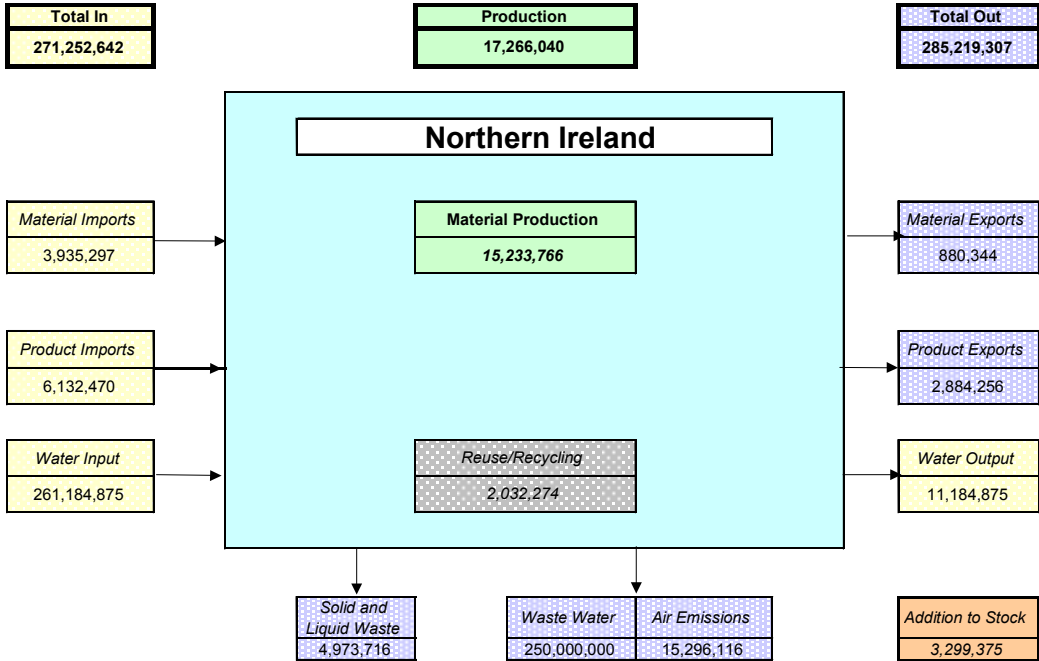 Total In
Production
Total Out
271,252,642
17,266,040
285,219,307
Northern Ireland
Material Imports
Material Production
Material Exports
3,935,297
15,233,766
880,344
Product Imports
Product Exports
6,132,470
2,884,256
Water Input
Reuse/Recycling
Water Output
261,184,875
2,032,274
11,184,875
Solid and
Liquid Waste
Waste Water
Air Emissions
Addition to Stock
4,973,716
250,000,000
15,296,116
3,299,375